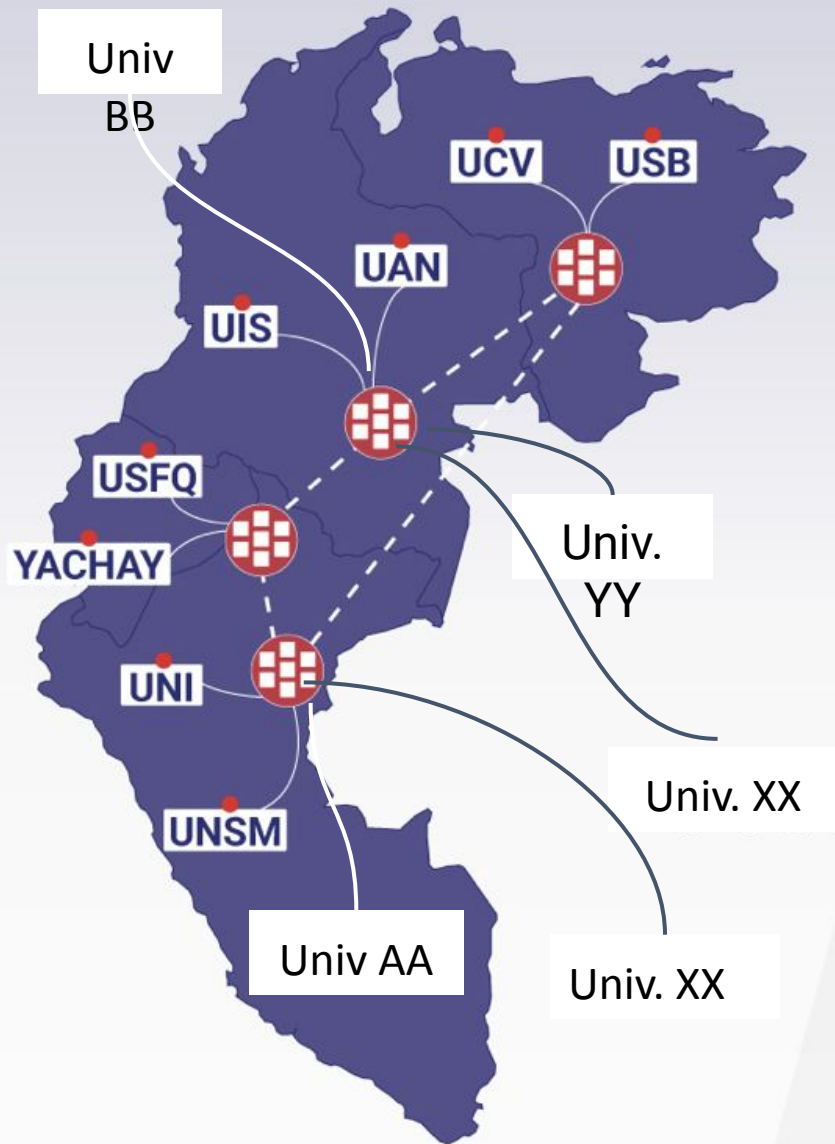 Univ
BB
UCV
USB
UAN
UIS
USFQ
YACHAY
Univ.
YY
UNI
Univ. XX
UNSM
Univ AA
Univ. XX